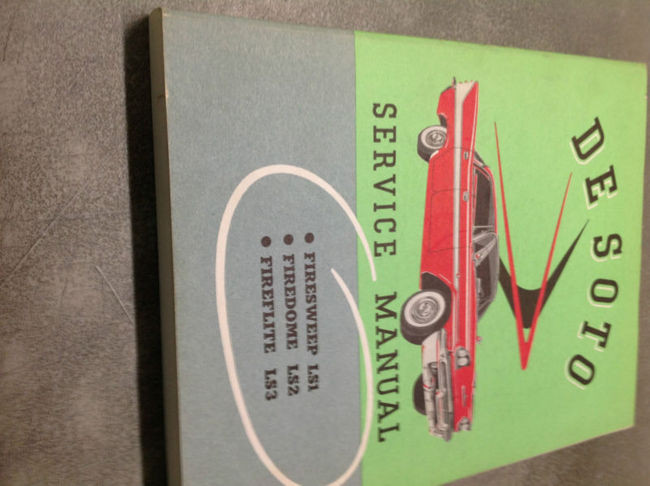 DE SOTO
SERVICE MANUAL
• FIRESWEEP LS1
• FIREDOME LS2
• FIREFLITE LS3